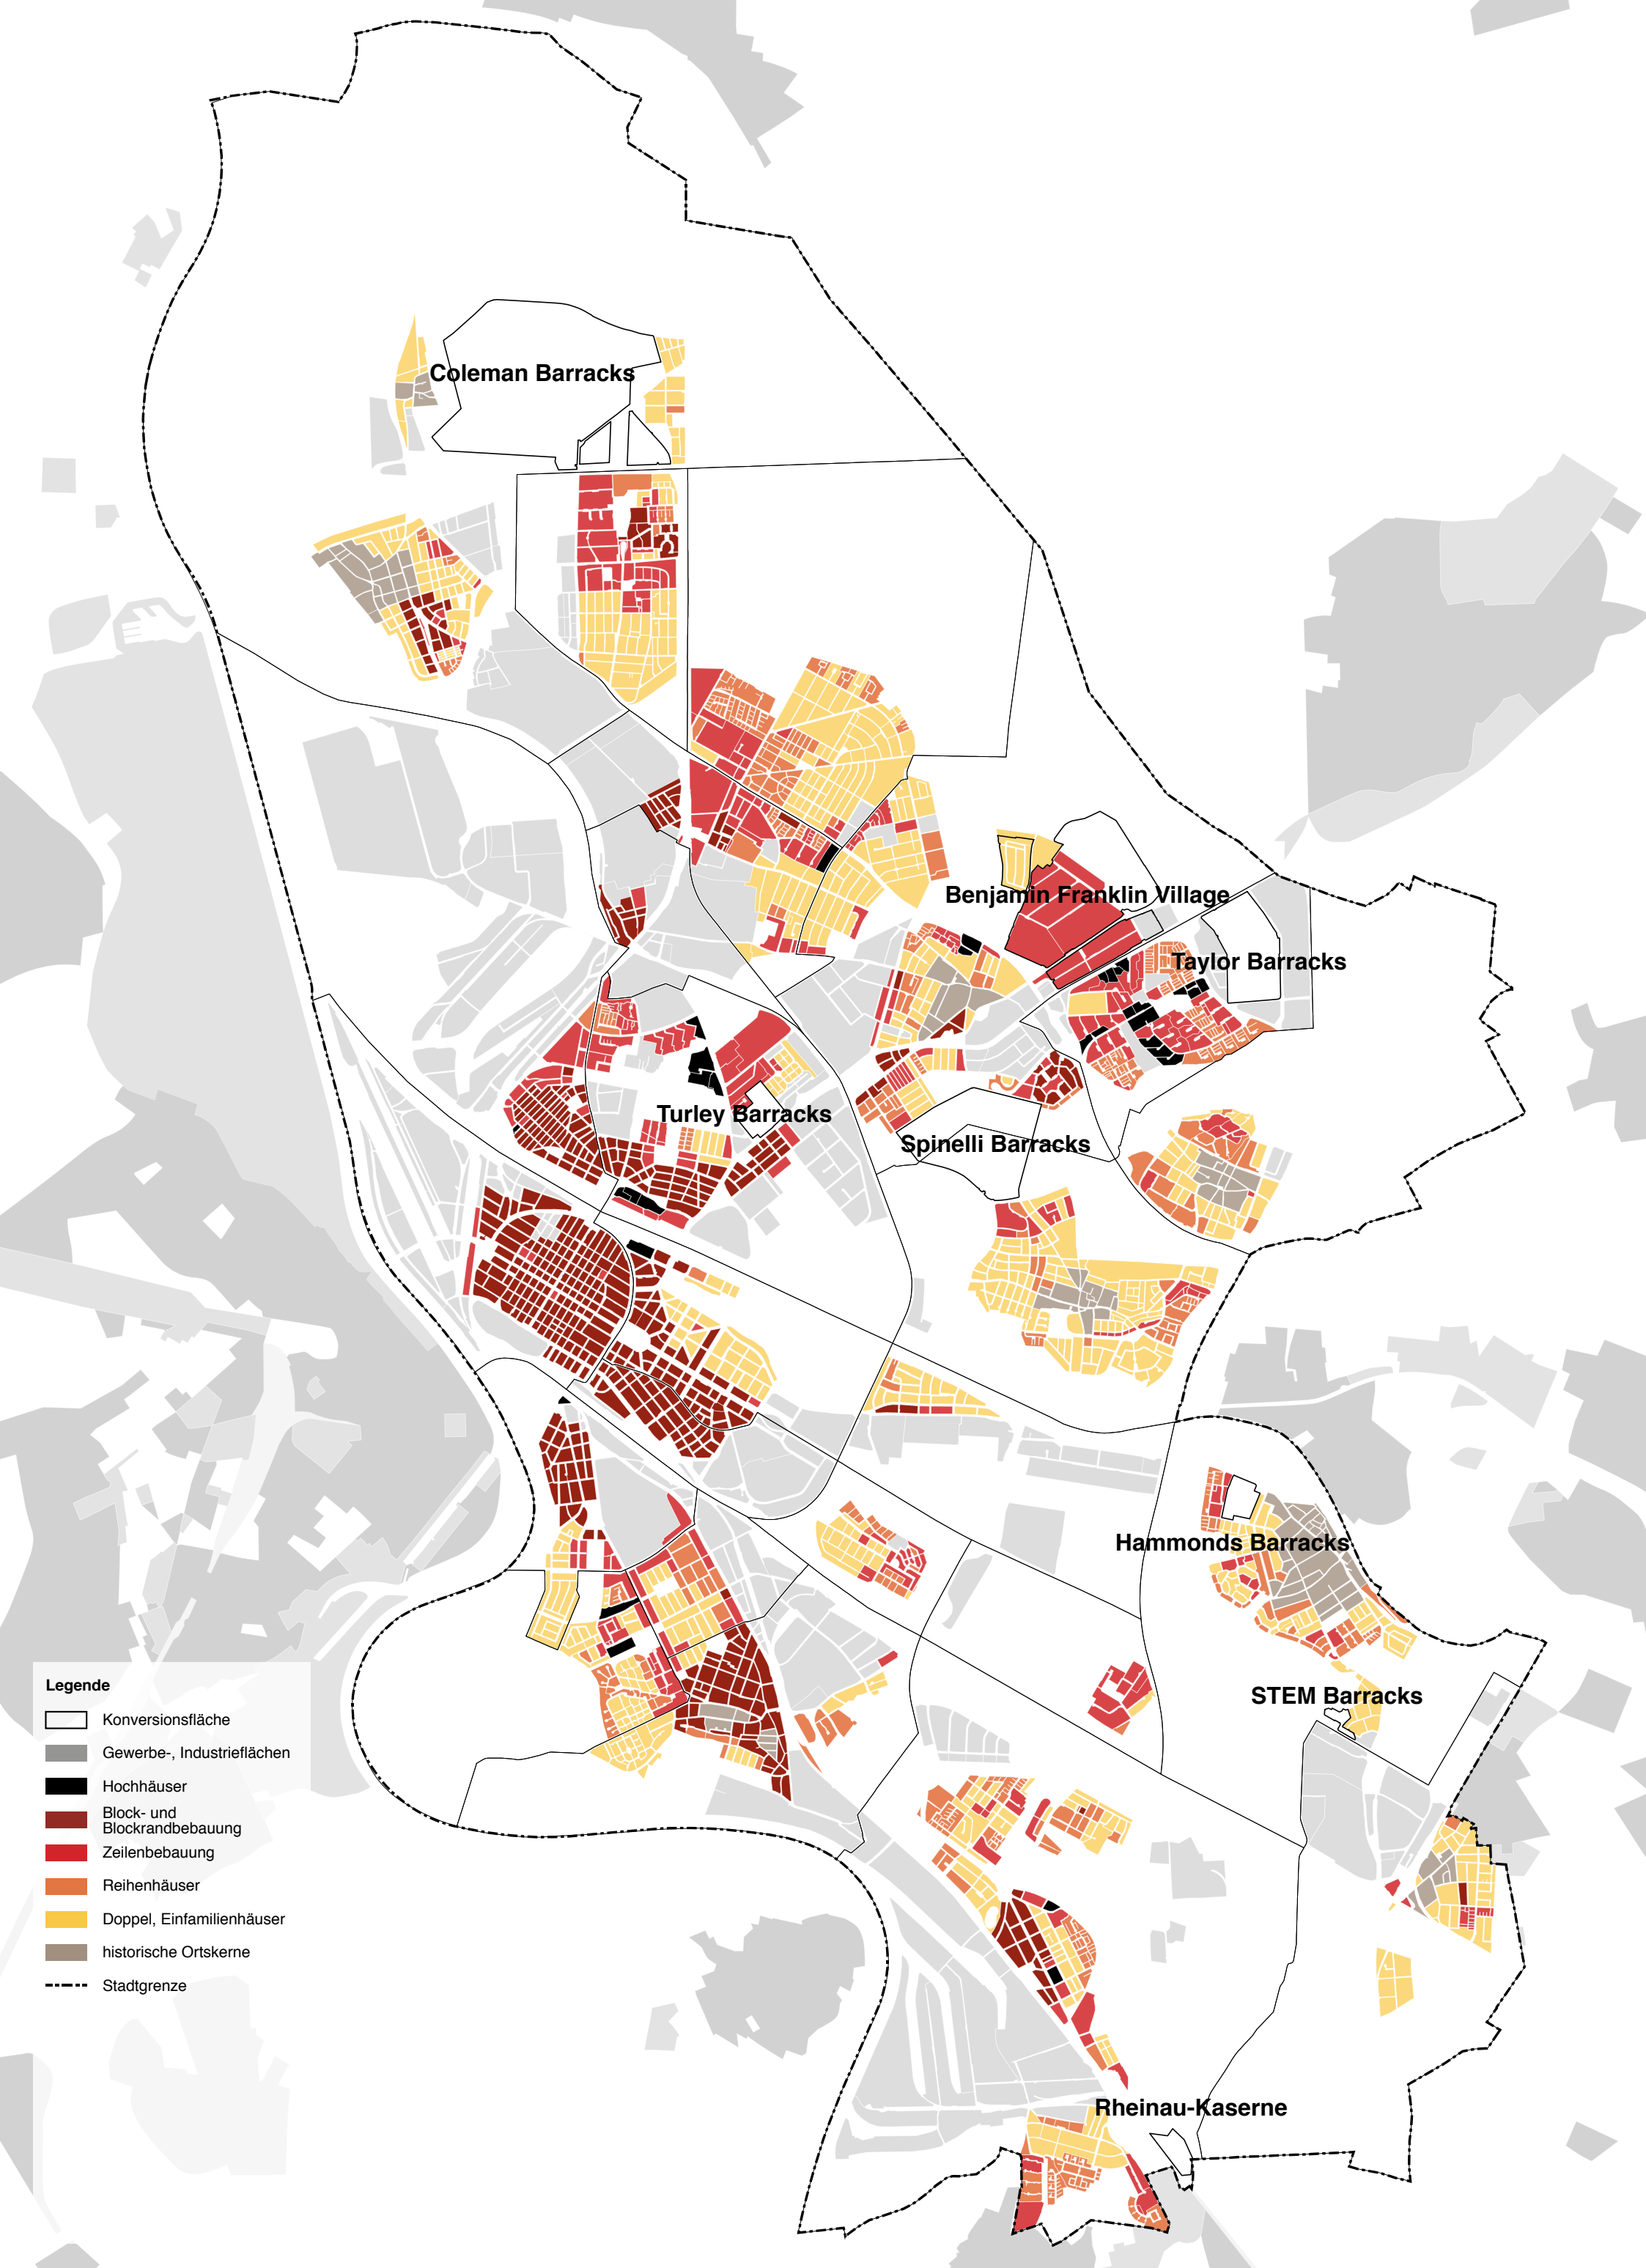 Coleman Barracks
Benjamin Franklin Village
Taylor Barracks
Turley Barracks
Spinelli Barracks
Hammonds Barracks
STEM Barracks
Rheinau-Kaserne
Legende
Konversionsfläche
Gewerbe-, Industrieflächen
Hochhäuser
Block- und
Blockrandbebauung
Zeilenbebauung
Reihenhäuser
Doppel, Einfamilienhäuser
historische Ortskerne
Stadtgrenze